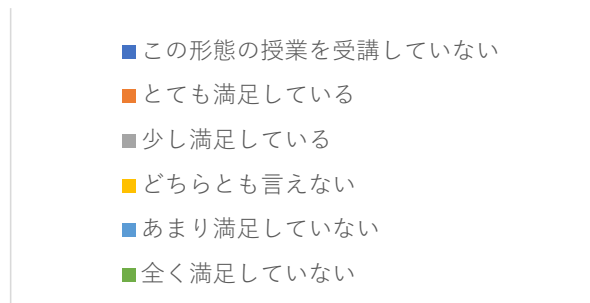 この形態の授業を受講していない
とても満足している
少し満足している
どちらとも言えない
あまり満足していない
全く満足していない